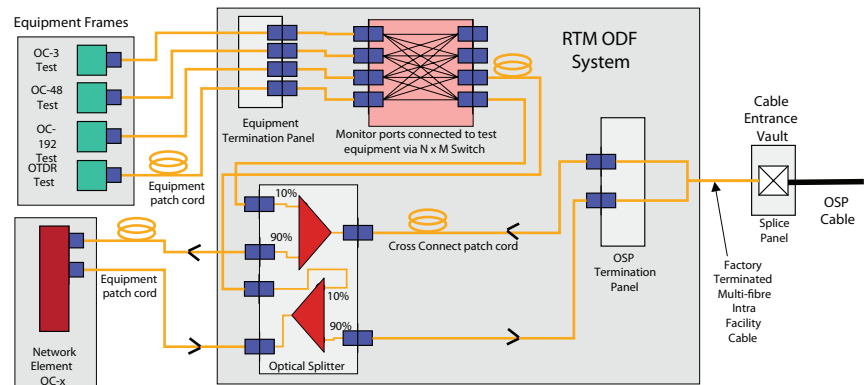 Equipment Frames
OC-3
Test
OC-48
Test
OC-
192
Test
OTDR
Test
Equipment
patch cord
Equipment
Termination Panel
Monitor ports connected to test
equipment via N x M Switch
RTM ODF
System
Cable
Entrance
Vault
Splice
Panel
OSP
Cable
10%
90%
Cross Connect patch cord
10%
90%
Optical Splitter
OSP
Termination
Panel
Factory
Terminated
Multi-fibre
Intra
Facility
Cable
Equipment
patch cord
Network
Element
OC-x